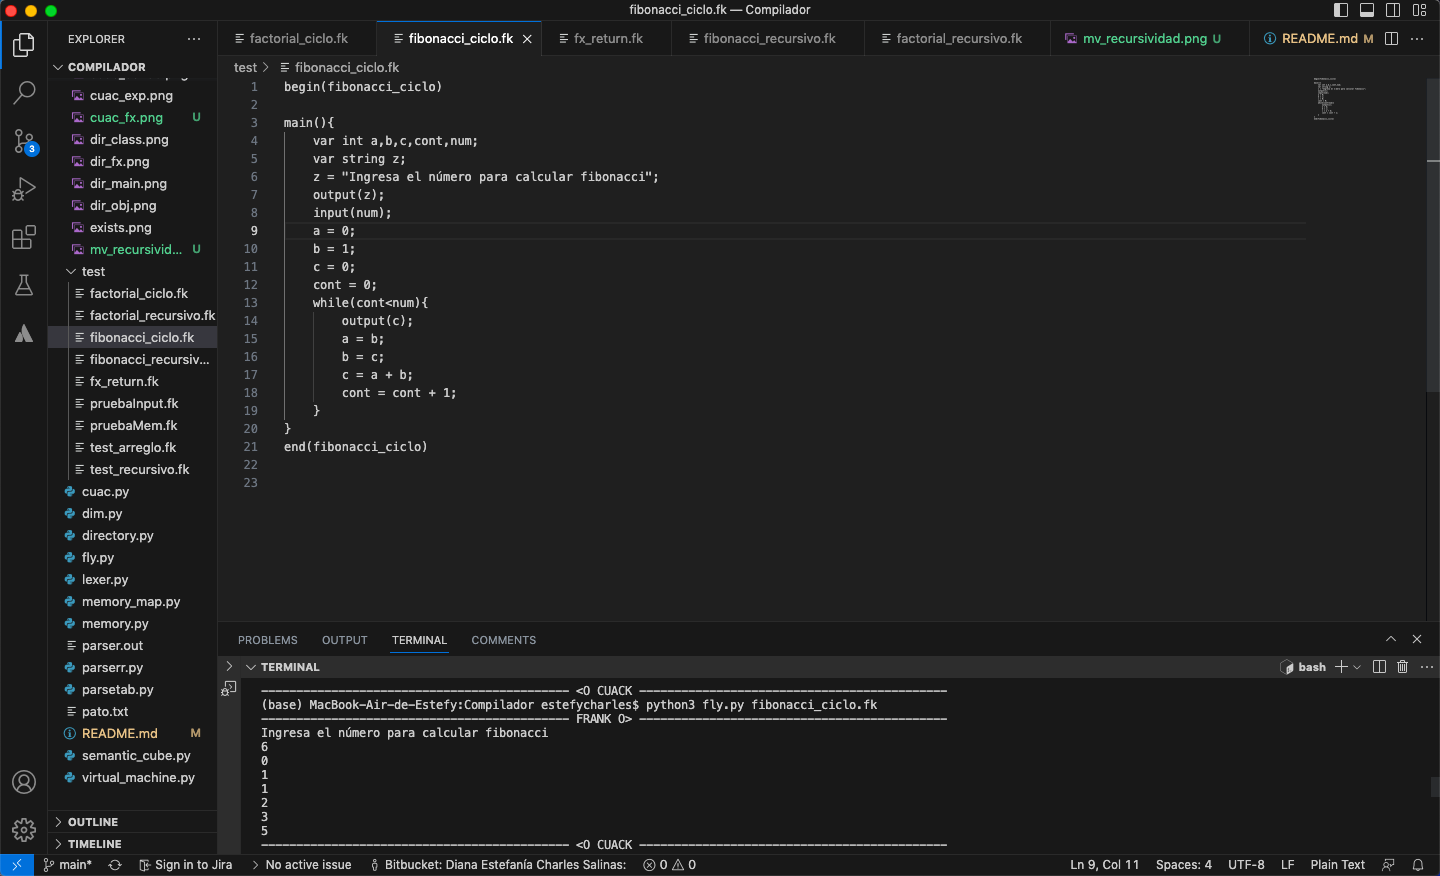 fibonacci_ciclo.fk — Compilador
EXPLORER
COMPILADOR
cuac_exp.png
cuac_fx.png U
dir_class.png
dir_fx.png
dir_main.png
dir_obj.png
exists.png
mv_recursivid... U
test
factorial_ciclo.fk
factorial_recursivo.fk
fibonacci_ciclo.fk
fibonacci_recursiv...
fx_return.fk
pruebaInput.fk
pruebaMem.fk
test_arreglo.fk
test_recursivo.fk
cuac.py
dim.py
directory.py
fly.py
lexer.py
memory_map.py
memory.py
parser.out
parserr.py
parsetab.py
pato.txt
README.md M
semantic_cube.py
virtual_machine.py
OUTLINE
TIMELINE
3
factorial_ciclo.fk fibonacci_ciclo.fk fx_return.fk fibonacci_recursivo.fk factorial_recursivo.fk mv_recursividad.png U README.md M
test > fibonacci_ciclo.fk
1 begin(fibonacci_ciclo)
2
3 main(){
4 var int a,b,c,cont,num;
5 var string z;
6 z = "Ingresa el número para calcular fibonacci";
7 output(z);
8 input(num);
9 a = 0;
10 b = 1;
11 c = 0;
12 cont = 0;
13 while(cont<num){
14 output(c);
15 a = b;
16 b = c;
17 c = a + b;
18 cont = cont + 1;
19 }
20 }
21 end(fibonacci_ciclo)
22
23
PROBLEMS OUTPUT TERMINAL COMMENTS
TERMINAL bash
-------------------------------------------- <O CUACK --------------------------------------------
(base) MacBook-Air-de-Estefy:Compilador estefycharles$ python3 fly.py fibonacci_ciclo.fk
-------------------------------------------- FRANK O> --------------------------------------------
Ingresa el número para calcular fibonacci
6
0
1
1
2
3
5
-------------------------------------------- <O CUACK --------------------------------------------
main* Sign in to Jira > No active issue Bitbucket: Diana Estefanía Charles Salinas: 0 0 Ln 9, Col 11 Spaces: 4 UTF-8 LF Plain Text